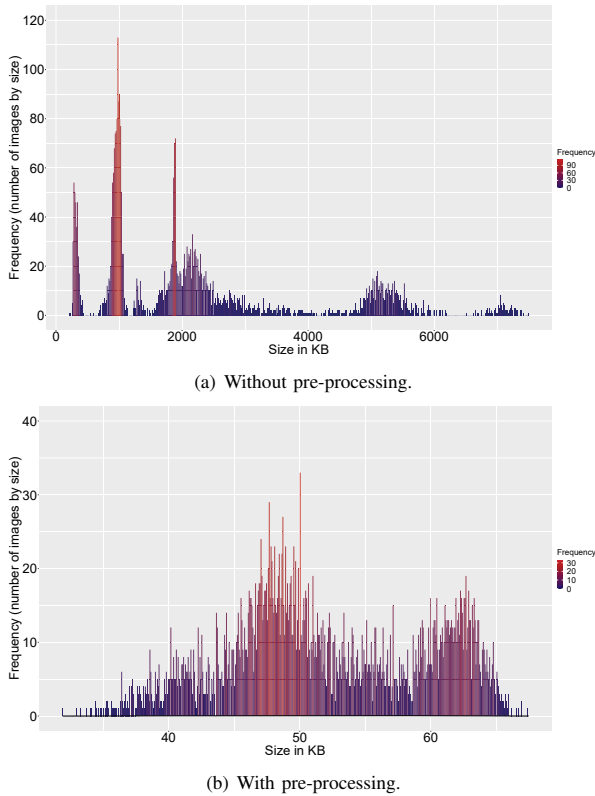 120
100
80
60
40
20
0
Frequency (number of images by size)
0 2000 4000 6000
Size in KB
Frequency
90
60
30
0
(a) Without pre-processing.
40
30
20
10
0
Frequency (number of images by size)
40 50 60
Size in KB
Frequency
30
20
10
0
(b) With pre-processing.